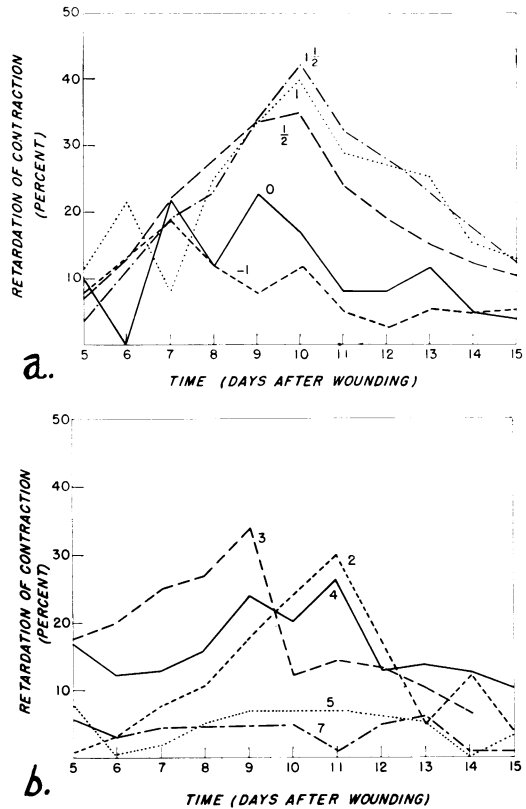 50
40
30
20
10
RETARDATION OF CONTRACTION
(PERCENT)
1 1/2
1
1/2
0
-1
5 6 7 8 9 10 11 12 13 14 15
TIME (DAYS AFTER WOUNDING)
a.
50
40
30
20
10
RETARDATION OF CONTRACTION
(PERCENT)
3
2
4
5
7
5 6 7 8 9 10 11 12 13 14 15
TIME (DAYS AFTER WOUNDING)
b.